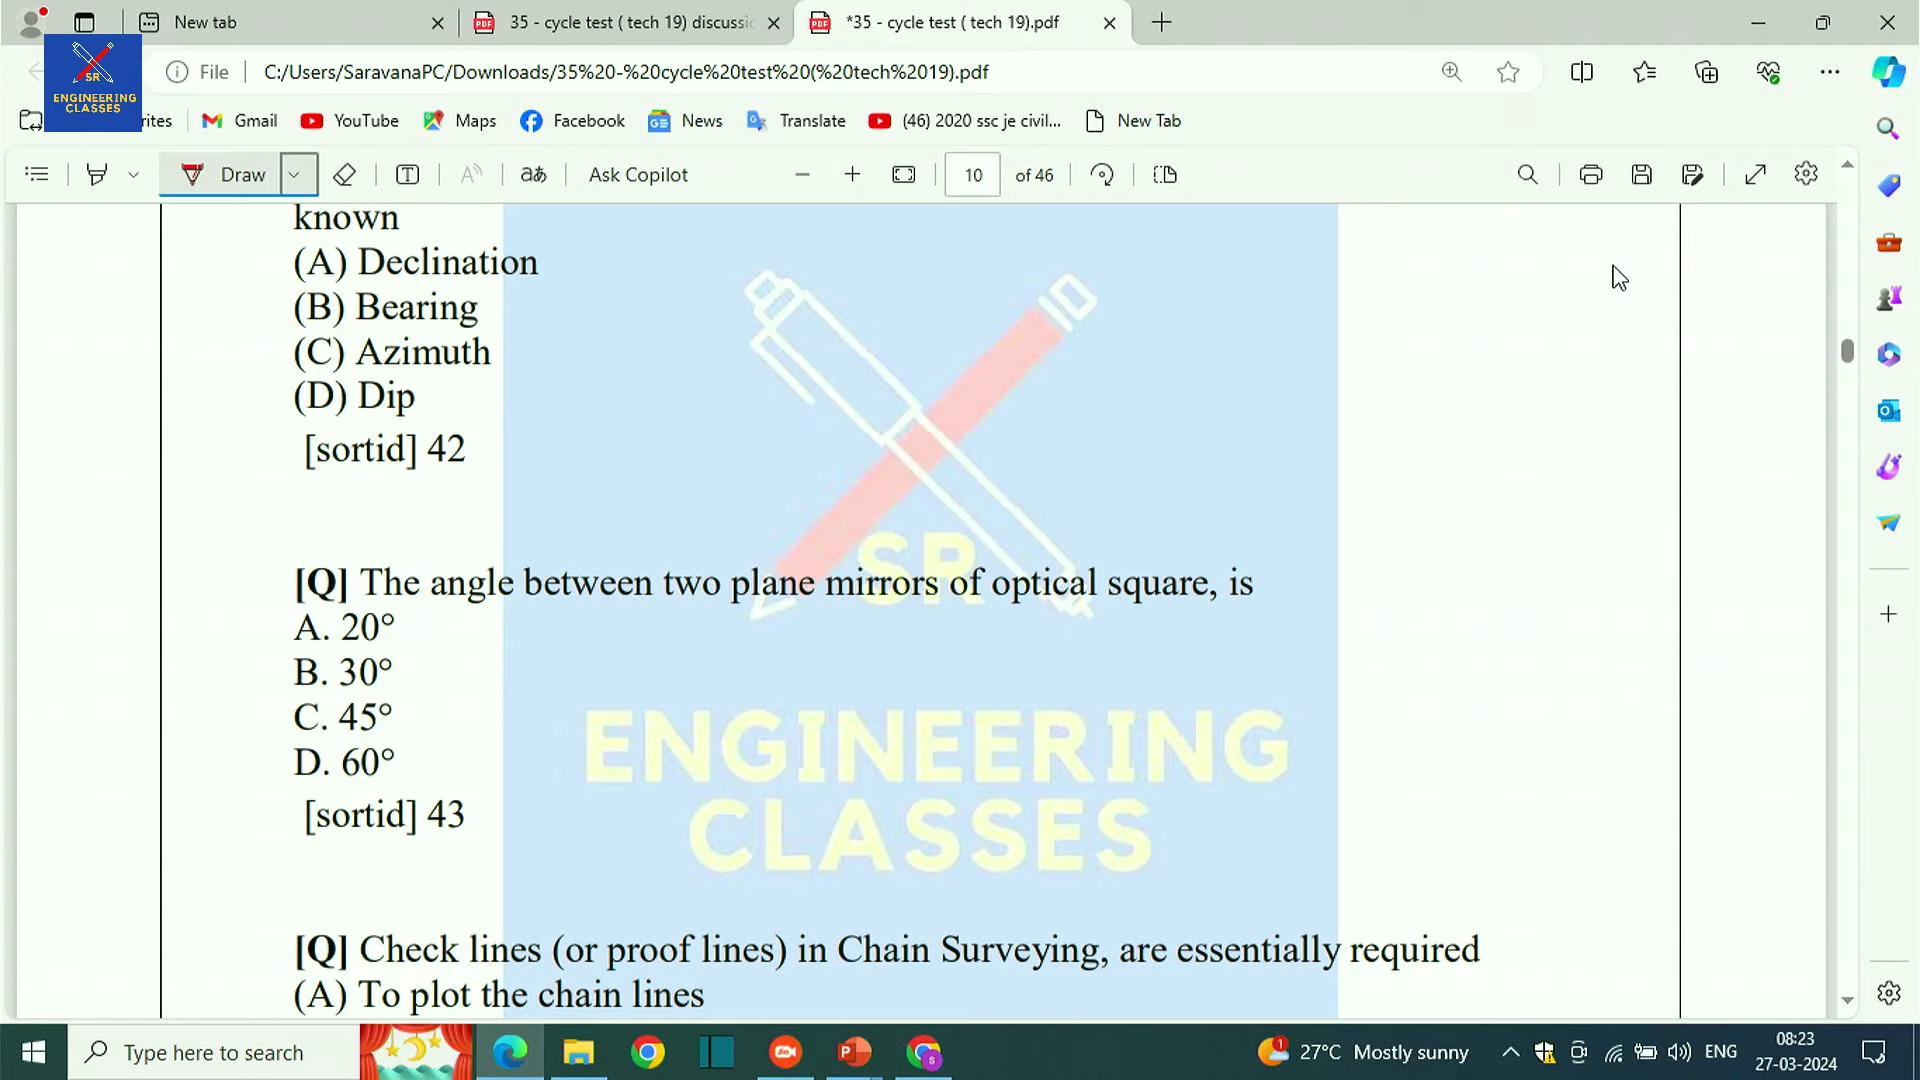 New tab
35 - cycle test ( tech 19) discussio
*35 - cycle test ( tech 19).pdf
SR
ENGINEERING
CLASSES
File
C:/Users/SaravanaPC/Downloads/35%20-%20cycle%20test%20(%20tech%2019).pdf
rites
Gmail
YouTube
Maps
Facebook
News
Translate
(46) 2020 ssc je civil...
New Tab
Draw
Ask Copilot
10 of 46
known
(A) Declination
(B) Bearing
(C) Azimuth
(D) Dip
[sortid] 42
SR
[Q] The angle between two plane mirrors of optical square, is
A. 20°
B. 30°
C. 45°
D. 60°
[sortid] 43
ENGINEERING
CLASSES
[Q] Check lines (or proof lines) in Chain Surveying, are essentially required
(A) To plot the chain lines
Type here to search
1
27°C Mostly sunny
ENG
08:23
27-03-2024